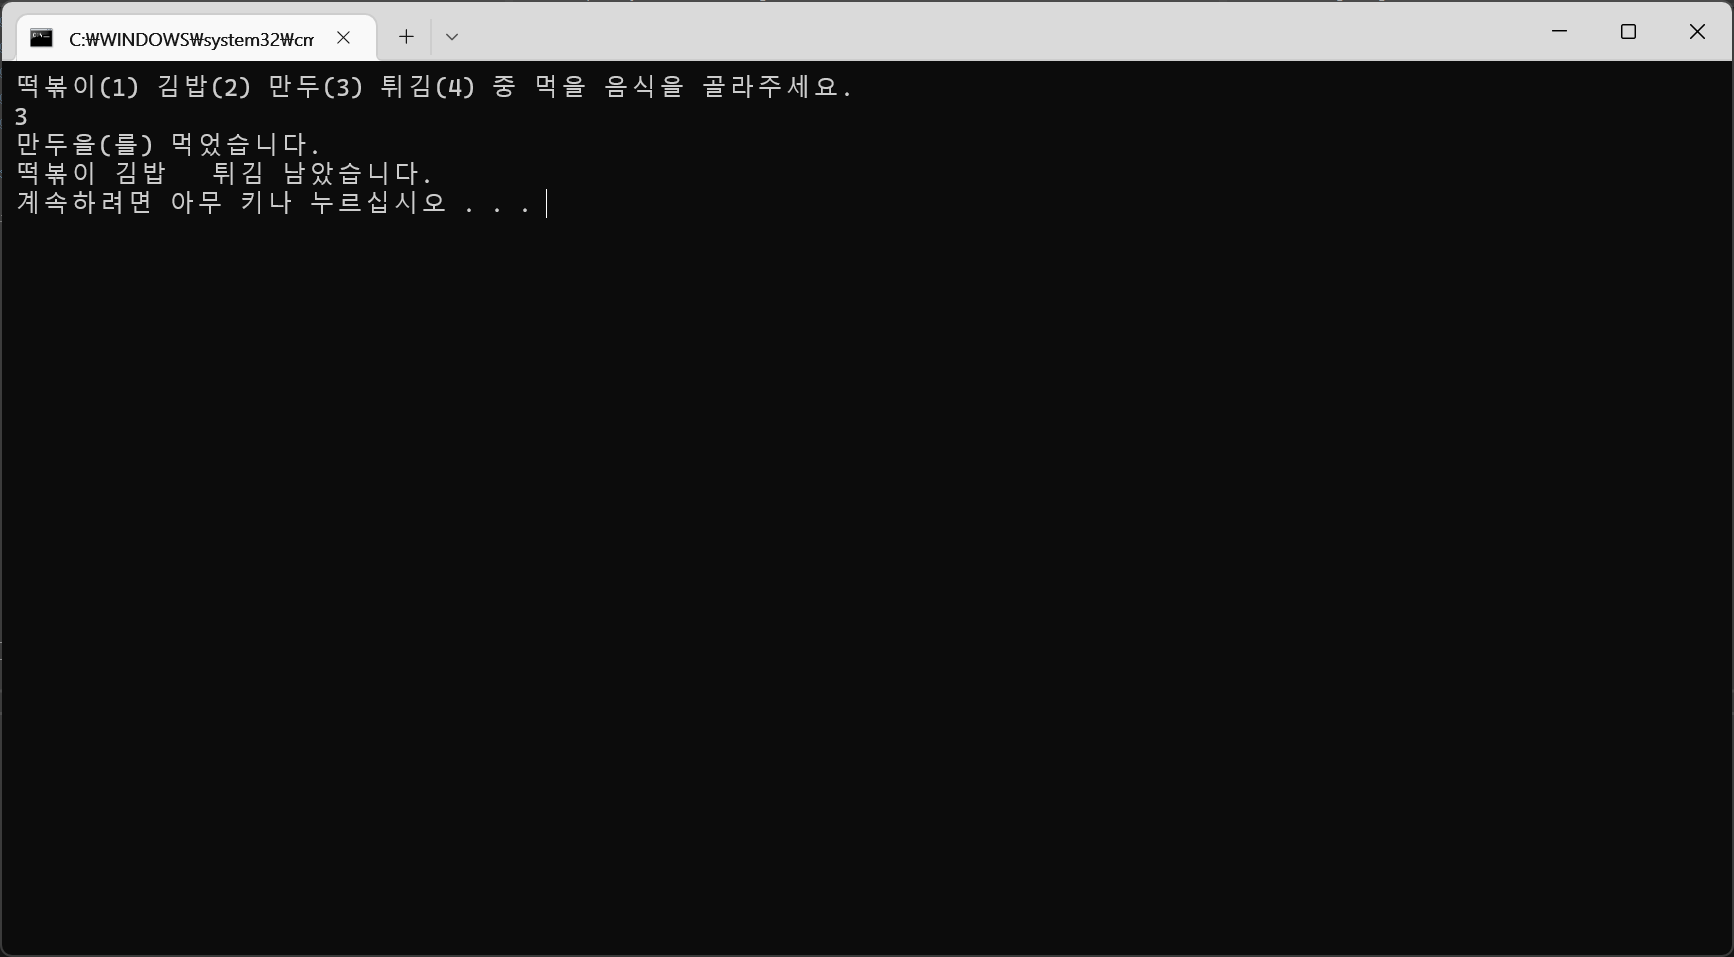 C:₩WINDOWS₩system32₩cm
떡볶이(1) 김밥(2) 만두(3) 튀김(4) 중 먹을 음식을 골라주세요.
3
만두을(를) 먹었습니다.
떡볶이 김밥   튀김 남았습니다.
계속하려면 아무 키나 누르십시오 . . .